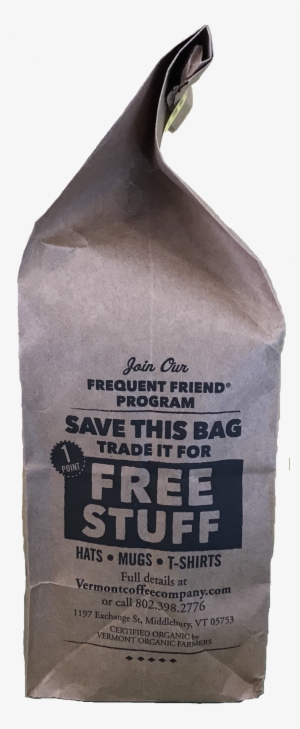 Join Our
FREQUENT FRIEND®
PROGRAM
SAVE THIS BAG
TRADE IT FOR
1
POINT
FREE
STUFF
HATS • MUGS • T-SHIRTS
Full details at
Vermontcoffeecompany.com
or call 802.398.2776
1197 Exchange St, Middlebury, VT 05753
CERTIFIED ORGANIC by
VERMONT ORGANIC FARMERS